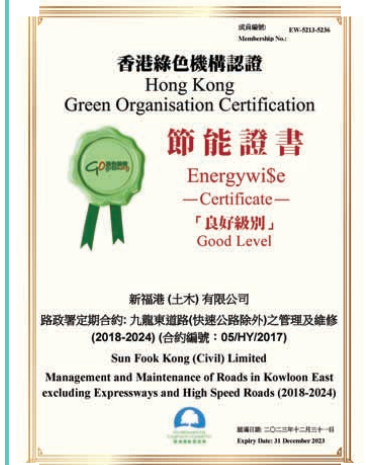 成員編號:
Membership No.: EW-5213-5236
香港綠色機構認證
Hong Kong
Green Organisation Certification
節能證書
Energywi$e
—Certificate—
「良好級別」
Good Level
新福港 (土木) 有限公司
路政署定期合約: 九龍東道路(快速公路除外)之管理及維修
(2018-2024) (合約編號：05/HY/2017)
Sun Fook Kong (Civil) Limited
Management and Maintenance of Roads in Kowloon East
excluding Expressways and High Speed Roads (2018-2024)
屆滿日期: 二〇二三年十二月三十一日
Expiry Date: 31 December 2023